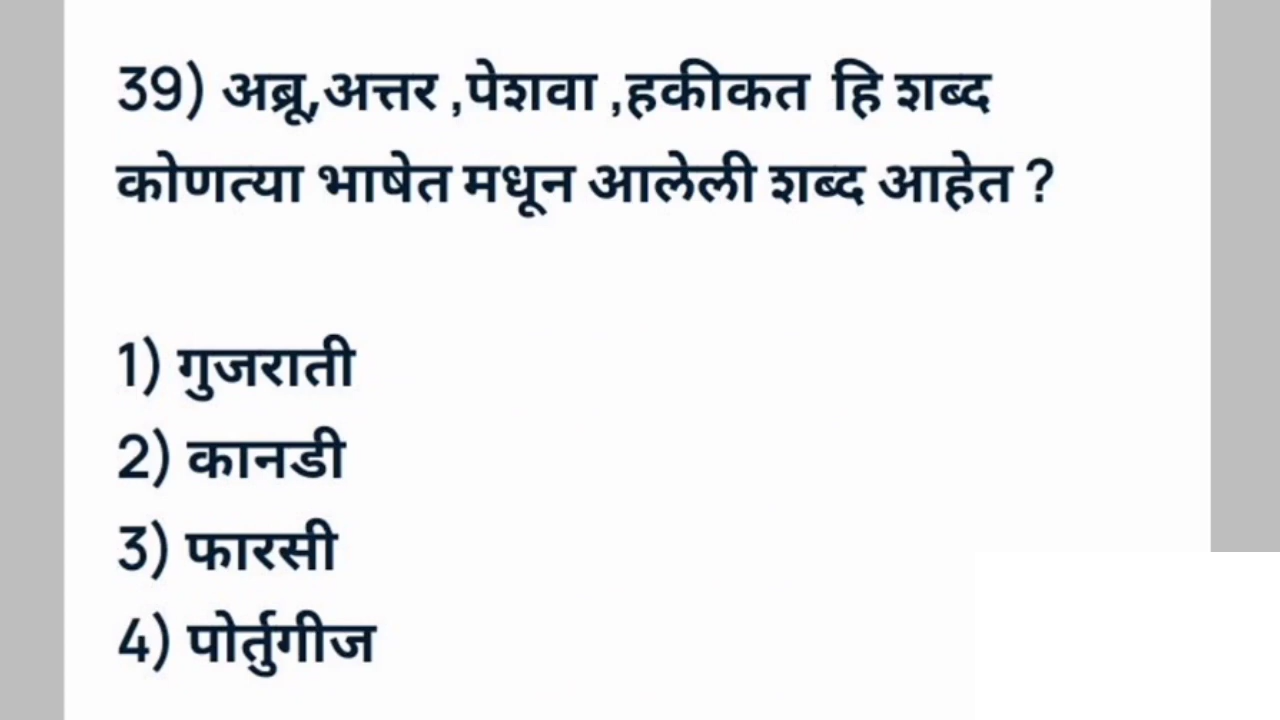 39) अब्रू,अत्तर ,पेशवा ,हकीकत हि शब्द
कोणत्या भाषेत मधून आलेली शब्द आहेत ?
1) गुजराती
2) कानडी
3) फारसी
4) पोर्तुगीज